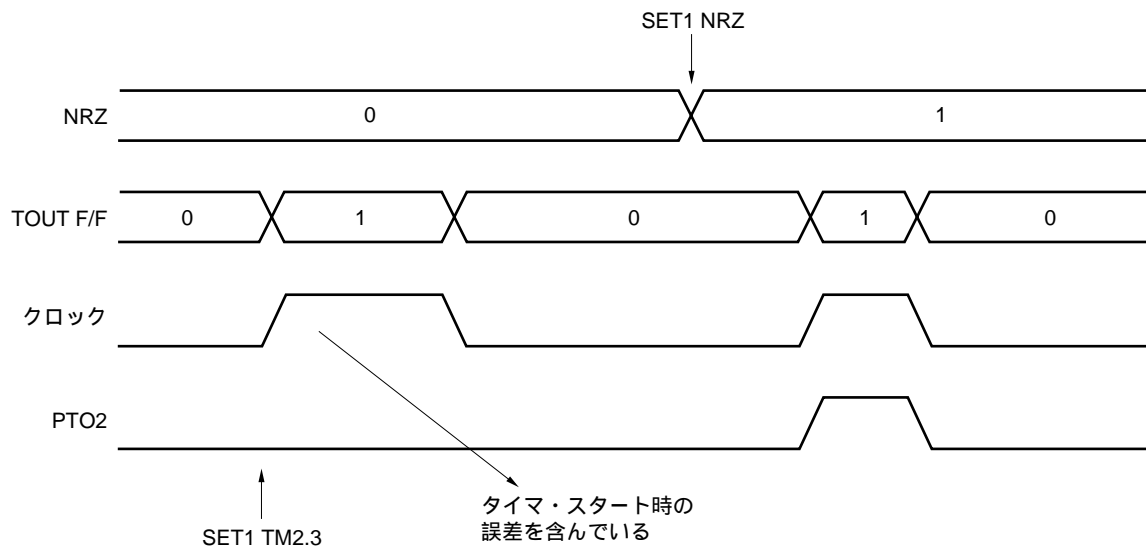 SET1 NRZ
NRZ
0
1
TOUT F/F
0
1
0
1
0
クロック
PTO2
タイマ・スタート時の
誤差を含んでいる
SET1 TM2.3